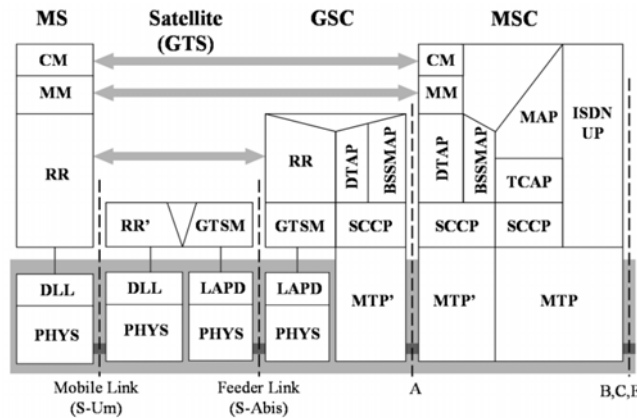 MS
Satellite
(GTS)
GSC
MSC
CM
CM
MM
MM
MAP
ISDN
UP
RR
RR
DTAP
BSSMAP
DTAP
BSSMAP
TCAP
RR'
GTSM
GTSM
SCCP
SCCP
SCCP
DLL
DLL
LAPD
LAPD
MTP'
MTP'
MTP
PHYS
PHYS
PHYS
PHYS
Mobile Link
(S-Um)
Feeder Link
(S-Abis)
A
B,C,E